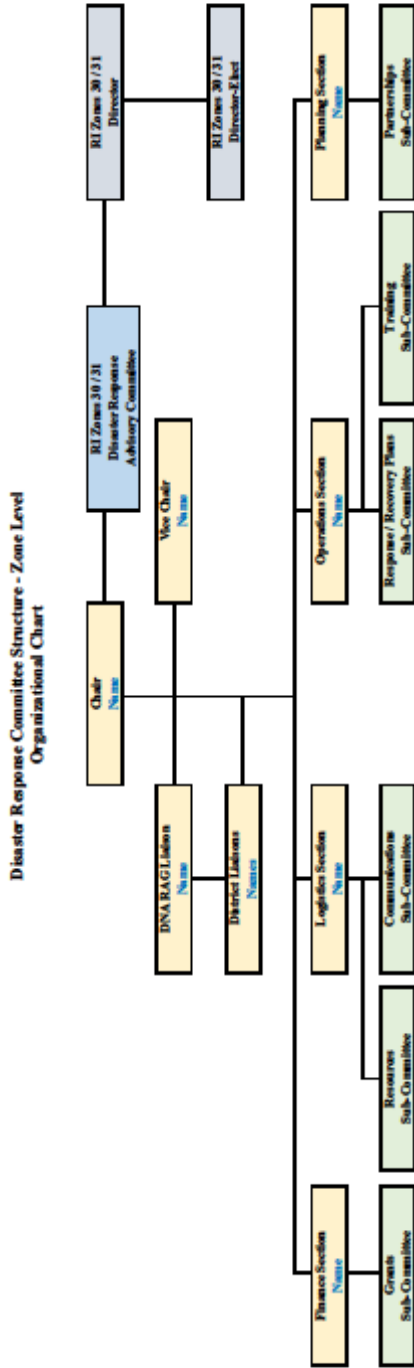 Disaster Response Committee Structure - Zone Level
Organizational Chart
Chair
Name
RI Zones 30 / 31
Disaster Response
Advisory Committee
RI Zones 30 / 31
Director
DNA RAG Liaison
Name
Vice Chair
Name
RI Zones 30 / 31
Director-Elect
District Liaisons
Names
Finance Section
Name
Logistics Section
Name
Operations Section
Name
Planning Section
Name
Grants
Sub-Committee
Resources
Sub-Committee
Communications
Sub-Committee
Response / Recovery Plans
Sub-Committee
Training
Sub-Committee
Partnerships
Sub-Committee